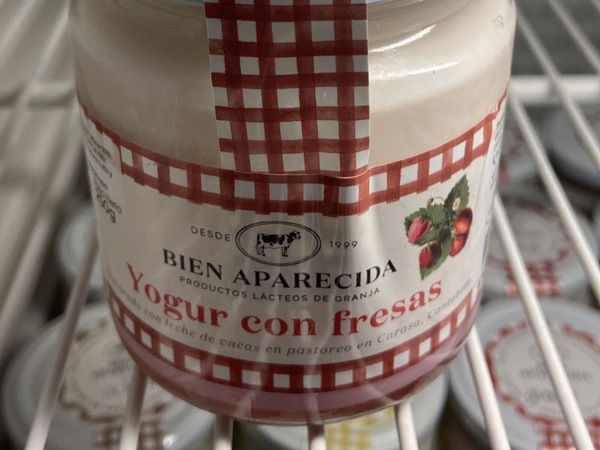 DESDE 1999
BIEN APARECIDA
PRODUCTOS LÁCTEOS DE GRANJA
Yogur con fresas
con leche de vacas en pastoreo en Carasa, Cantabria